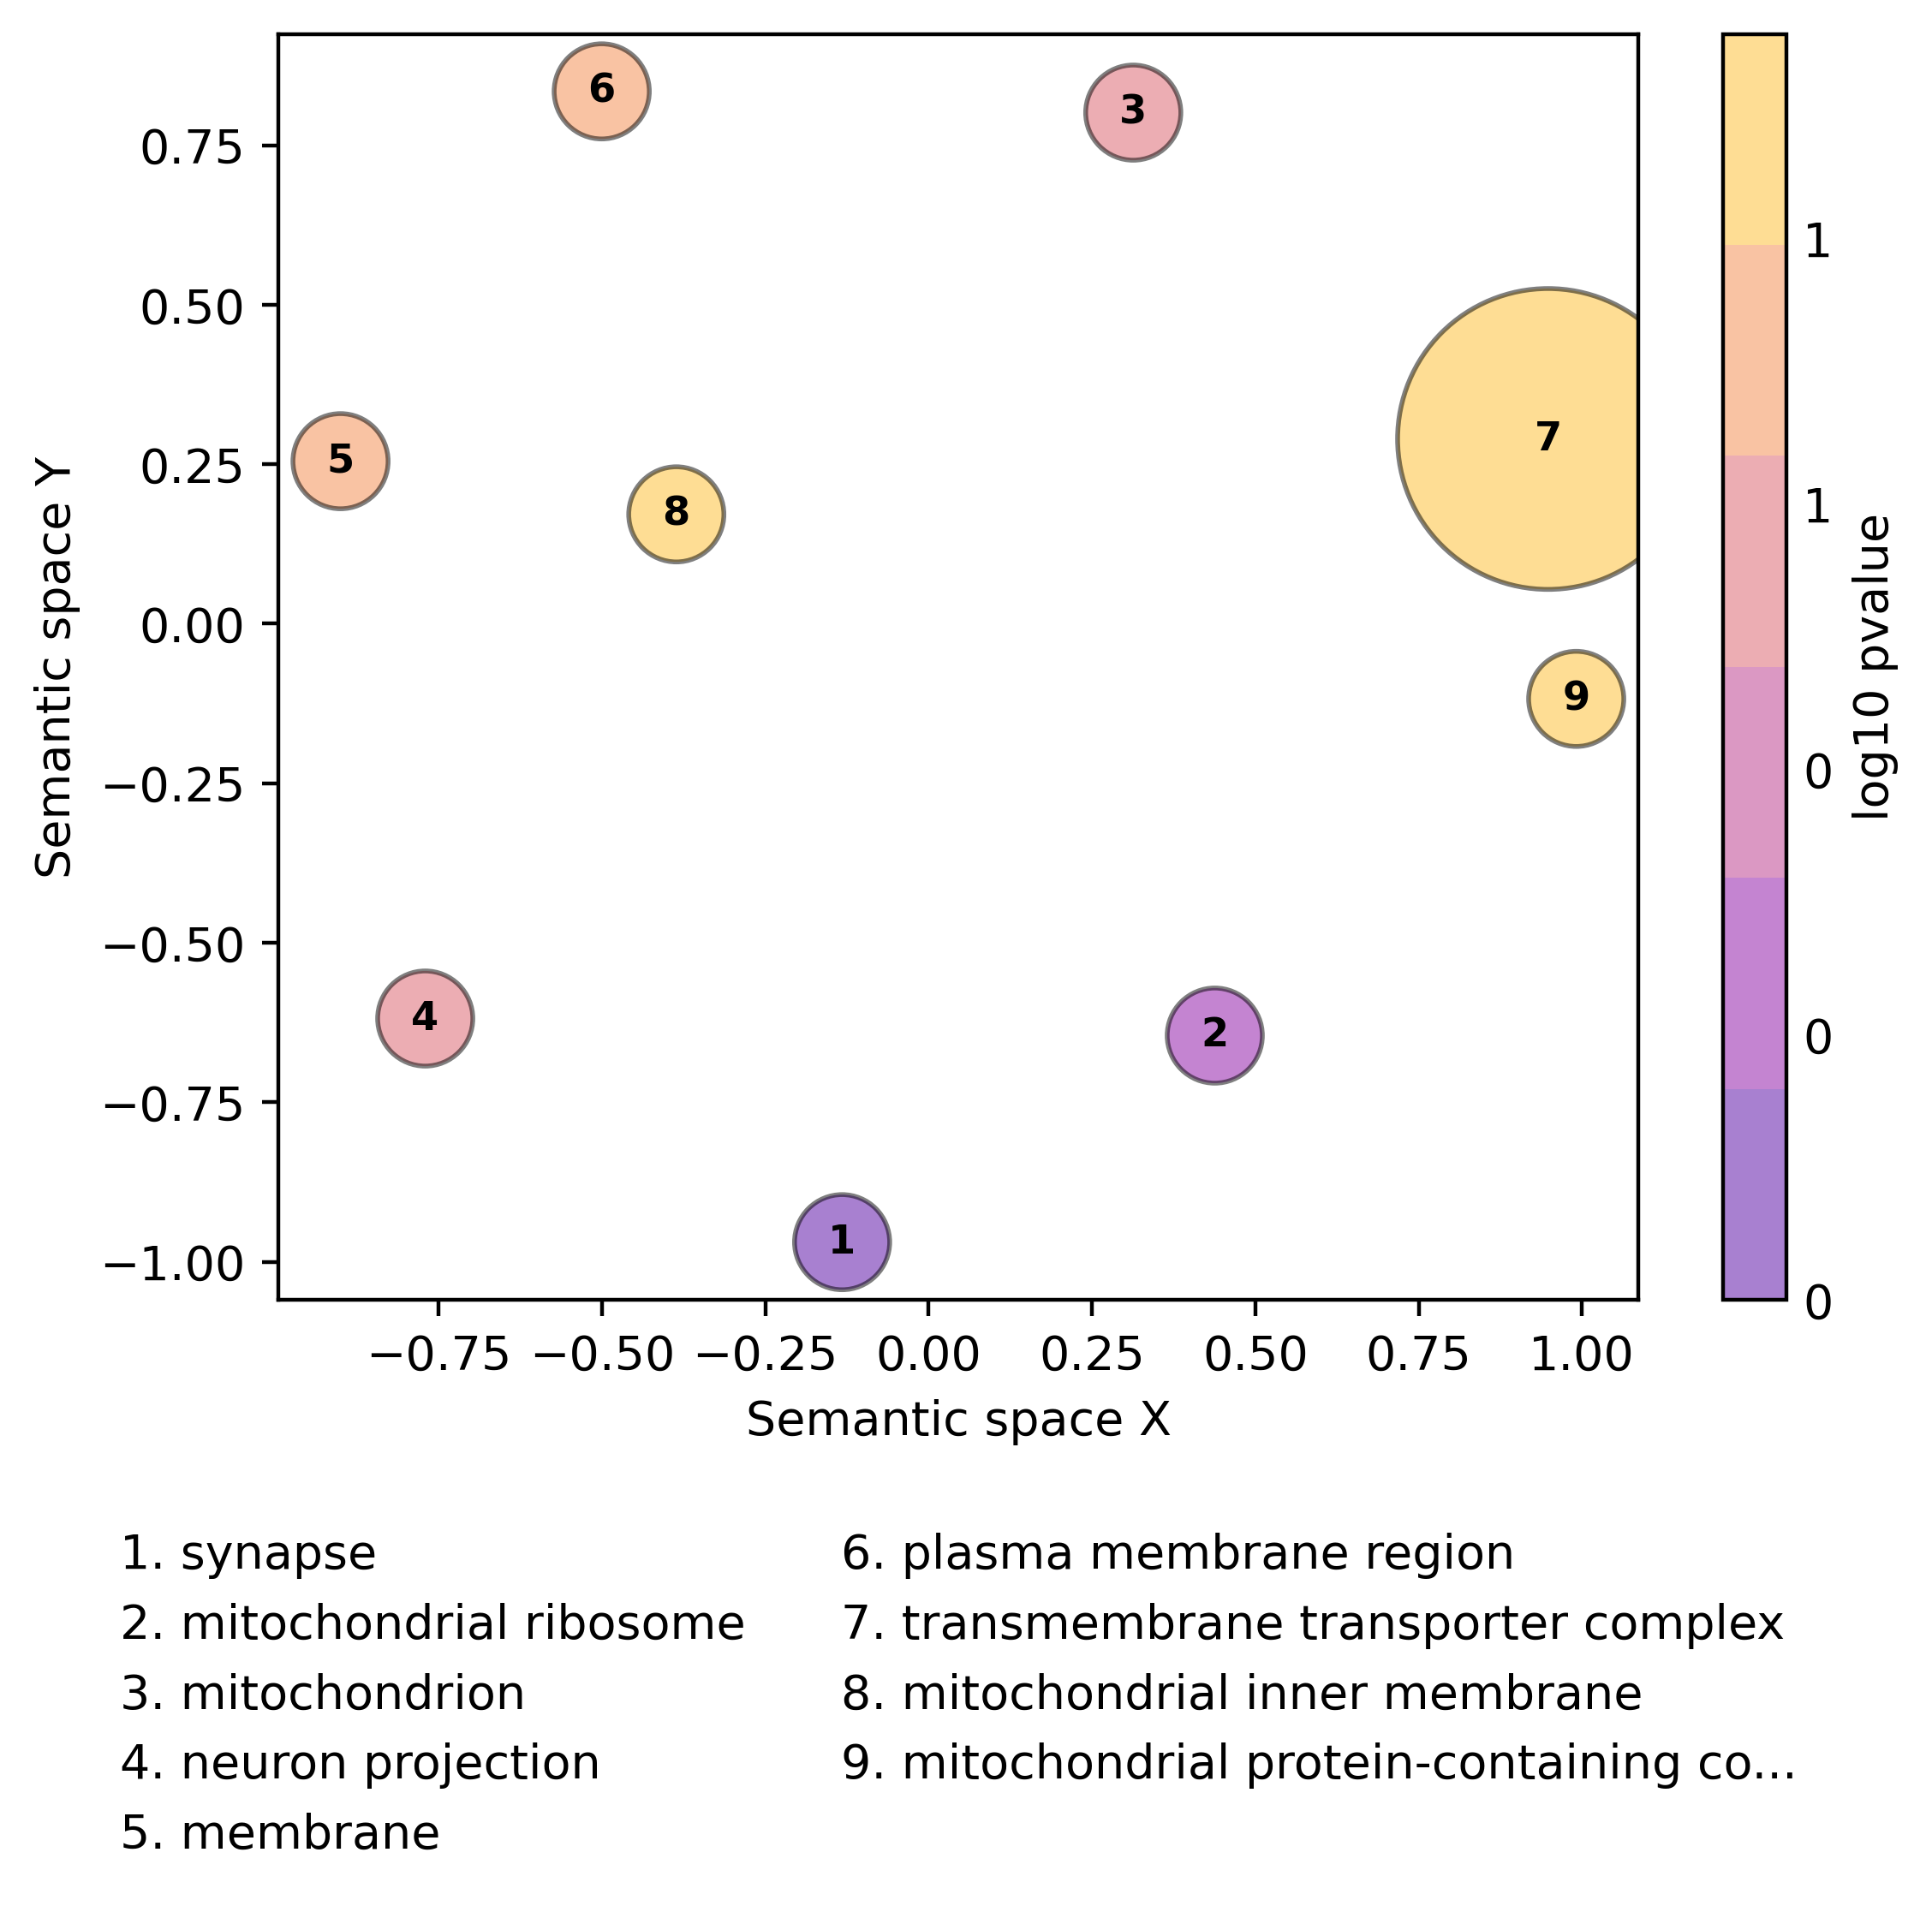 6
3
7
5
8
9
4
2
1
0.75
0.50
0.25
0.00
−0.25
−0.50
−0.75
−1.00
Semantic space Y
−0.75 −0.50 −0.25 0.00 0.25 0.50 0.75 1.00
Semantic space X
1
1
0
0
0
log10 pvalue
1. synapse
2. mitochondrial ribosome
3. mitochondrion
4. neuron projection
5. membrane
6. plasma membrane region
7. transmembrane transporter complex
8. mitochondrial inner membrane
9. mitochondrial protein-containing co...